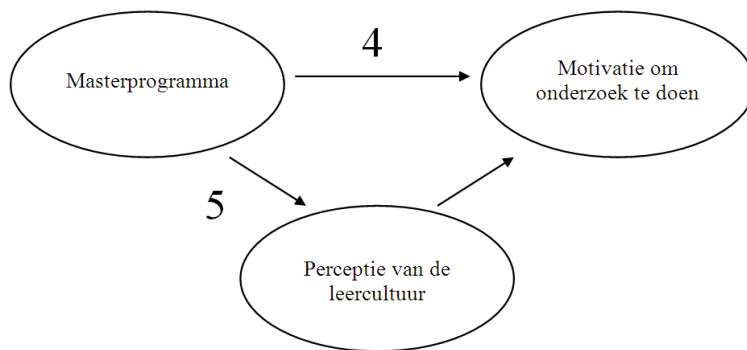 4
Masterprogramma
Motivatie om
onderzoek te doen
5
Perceptie van de
leercultuur